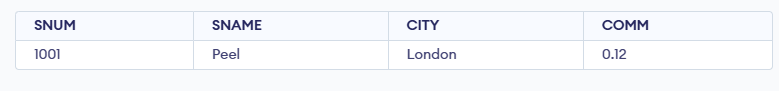 SNUM SNAME CITY COMM
1001 Peel London 0.12